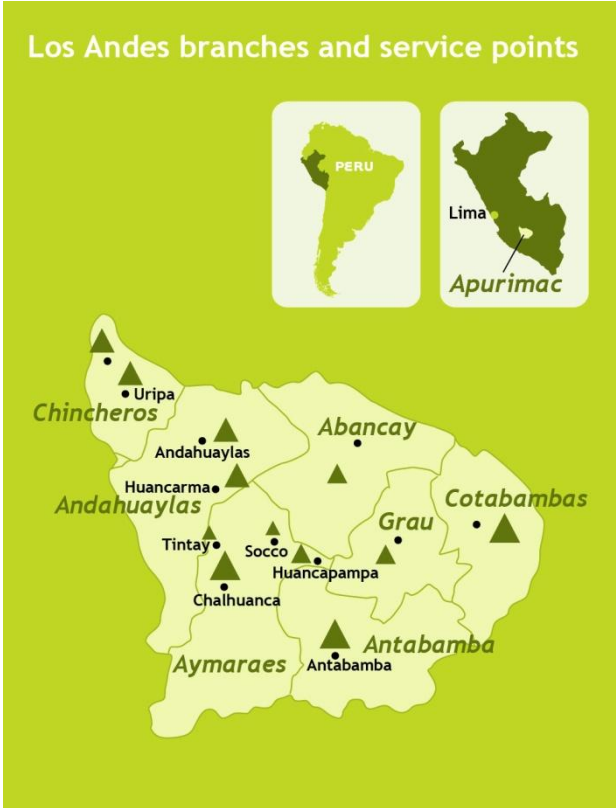 Los Andes branches and service points
PERU
Lima
Apurimac
Uripa
Chincheros
Abancay
Andahuaylas
Huancarma
Andahuaylas
Cotabambas
Grau
Tintay
Socco
Huancapampa
Chalhuanca
Antabamba
Aymaraes
Antabamba